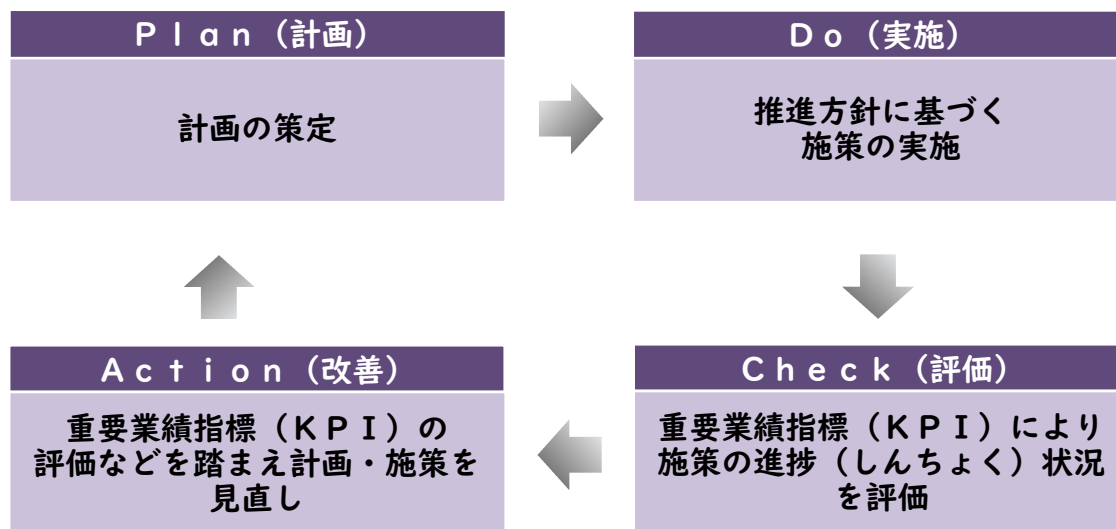 Plan（計画）
計画の策定
Do（実施）
推進方針に基づく
施策の実施
Action（改善）
重要業績指標（KPI）の
評価などを踏まえ計画・施策を
見直し
Check（評価）
重要業績指標（KPI）により
施策の進捗（しんちょく）状況
を評価